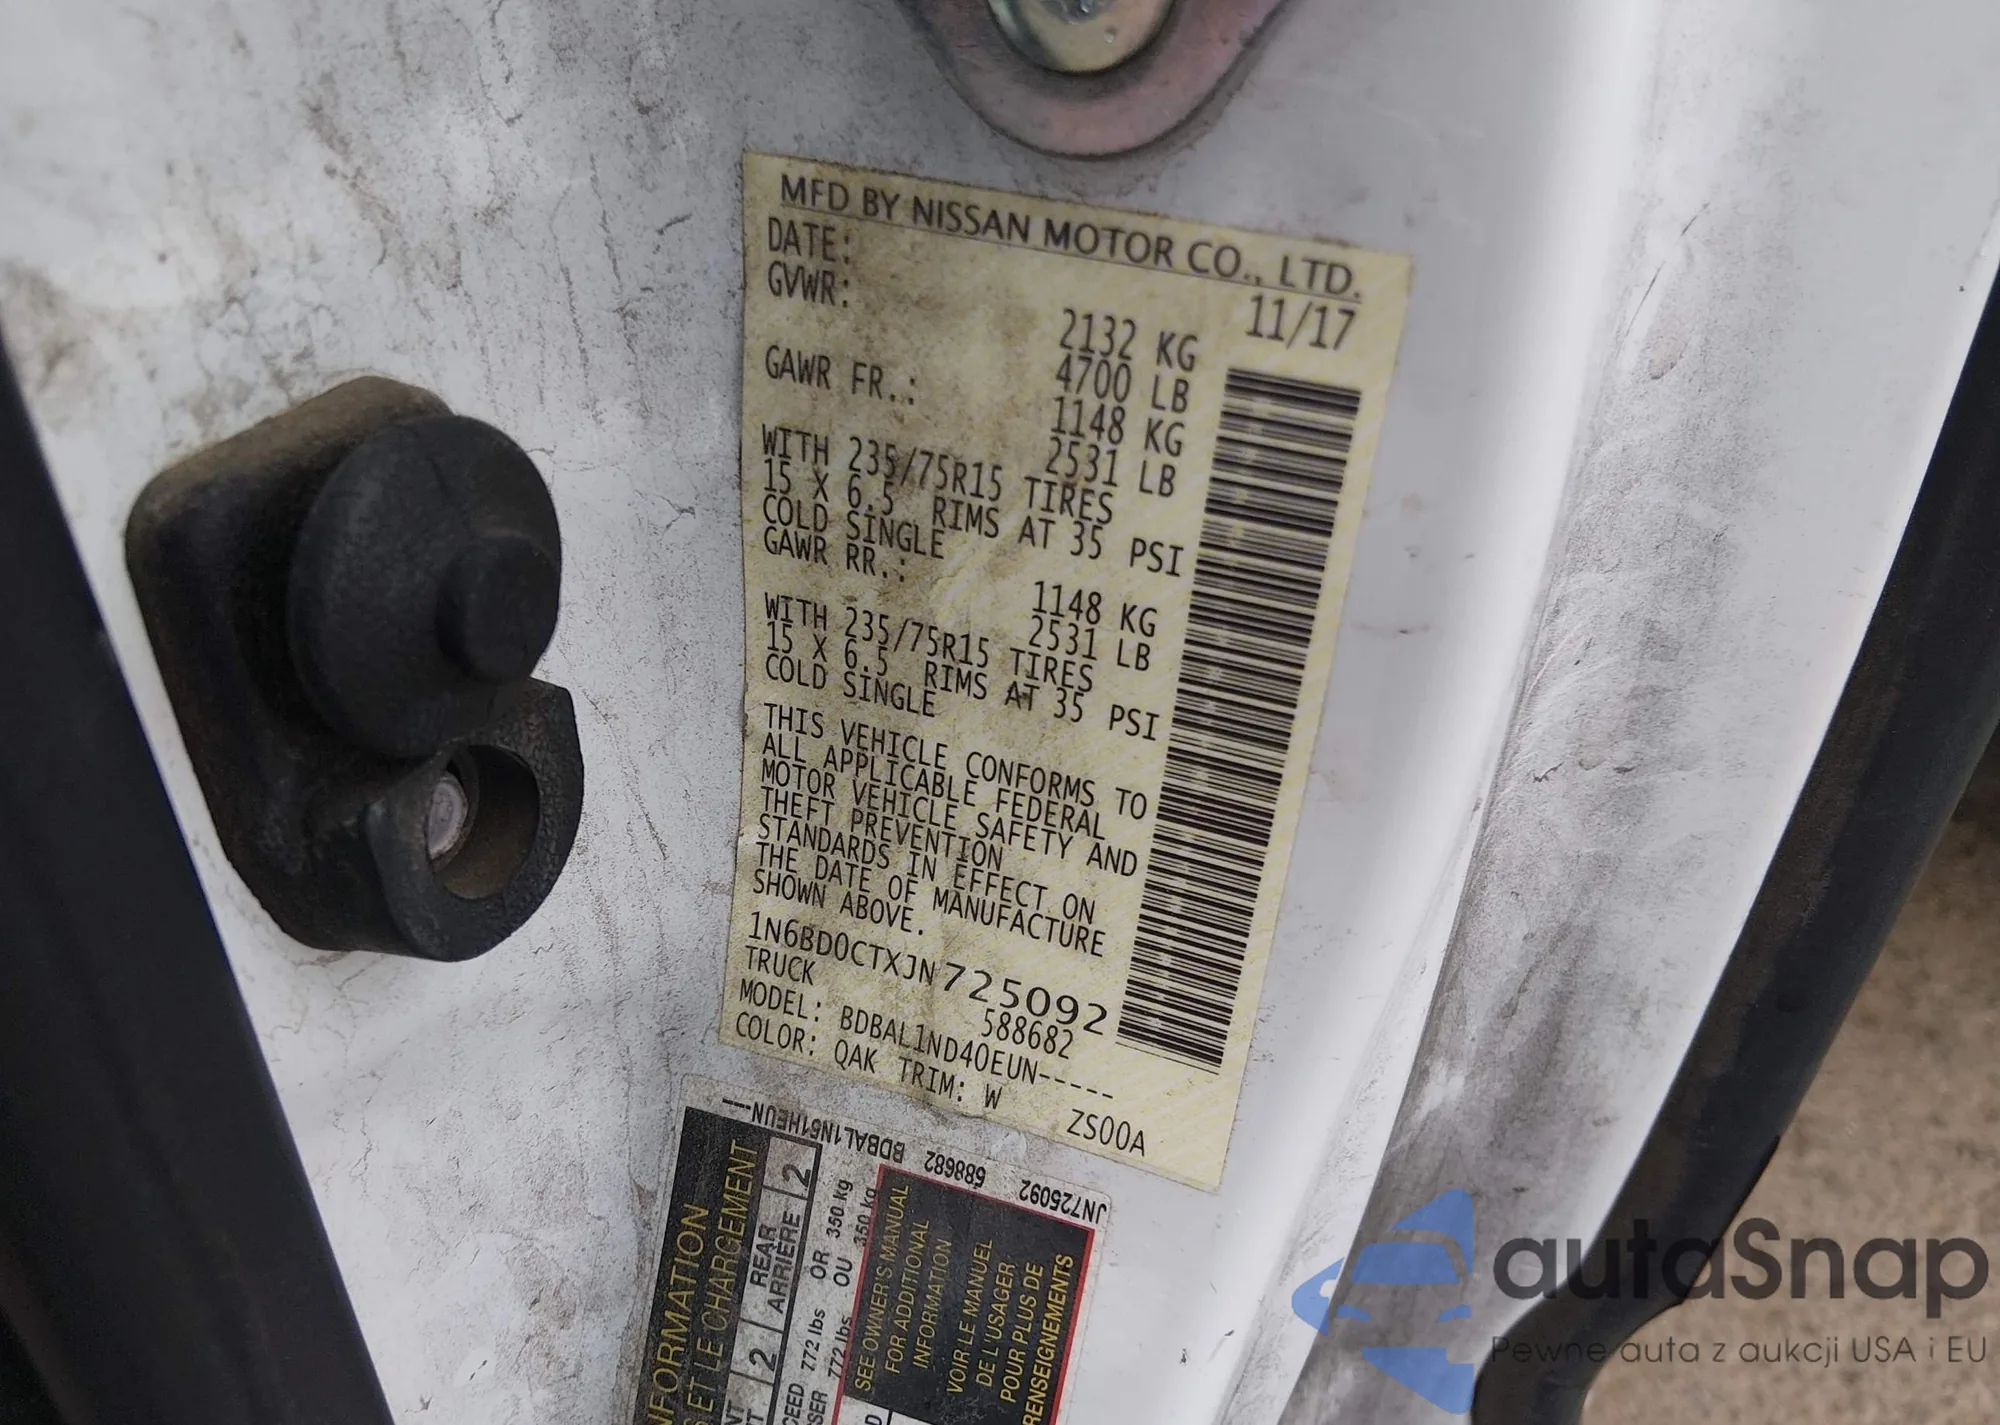 MFD BY NISSAN MOTOR CO., LTD.
DATE: 11/17
GVWR: 2132 KG
4700 LB
GAWR FR.: 1148 KG
2531 LB
WITH 235/75R15 TIRES
15 X 6.5 RIMS AT 35 PSI
COLD SINGLE
GAWR RR.: 1148 KG
2531 LB
WITH 235/75R15 TIRES
15 X 6.5 RIMS AT 35 PSI
COLD SINGLE
THIS VEHICLE CONFORMS TO
ALL APPLICABLE FEDERAL
MOTOR VEHICLE SAFETY AND
THEFT PREVENTION
STANDARDS IN EFFECT ON
THE DATE OF MANUFACTURE
SHOWN ABOVE.
1N6BD0CTXJN725092
TRUCK 588682
MODEL: BDBAL1ND40EUN-----
COLOR: QAK TRIM: W ZS00A
JN725092 588682 BDBAL1N51HEUN---
ET LE CHARGEMENT
2 REAR 2
ARRIÈRE
772 lbs OR 350 kg
772 lbs OU 350 kg
SEE OWNER'S MANUAL
FOR ADDITIONAL
INFORMATION
VOIR LE MANUEL
DE L'USAGER
POUR PLUS DE
RENSEIGNEMENTS
autaSnap
Pewne auta z aukcji USA i EU